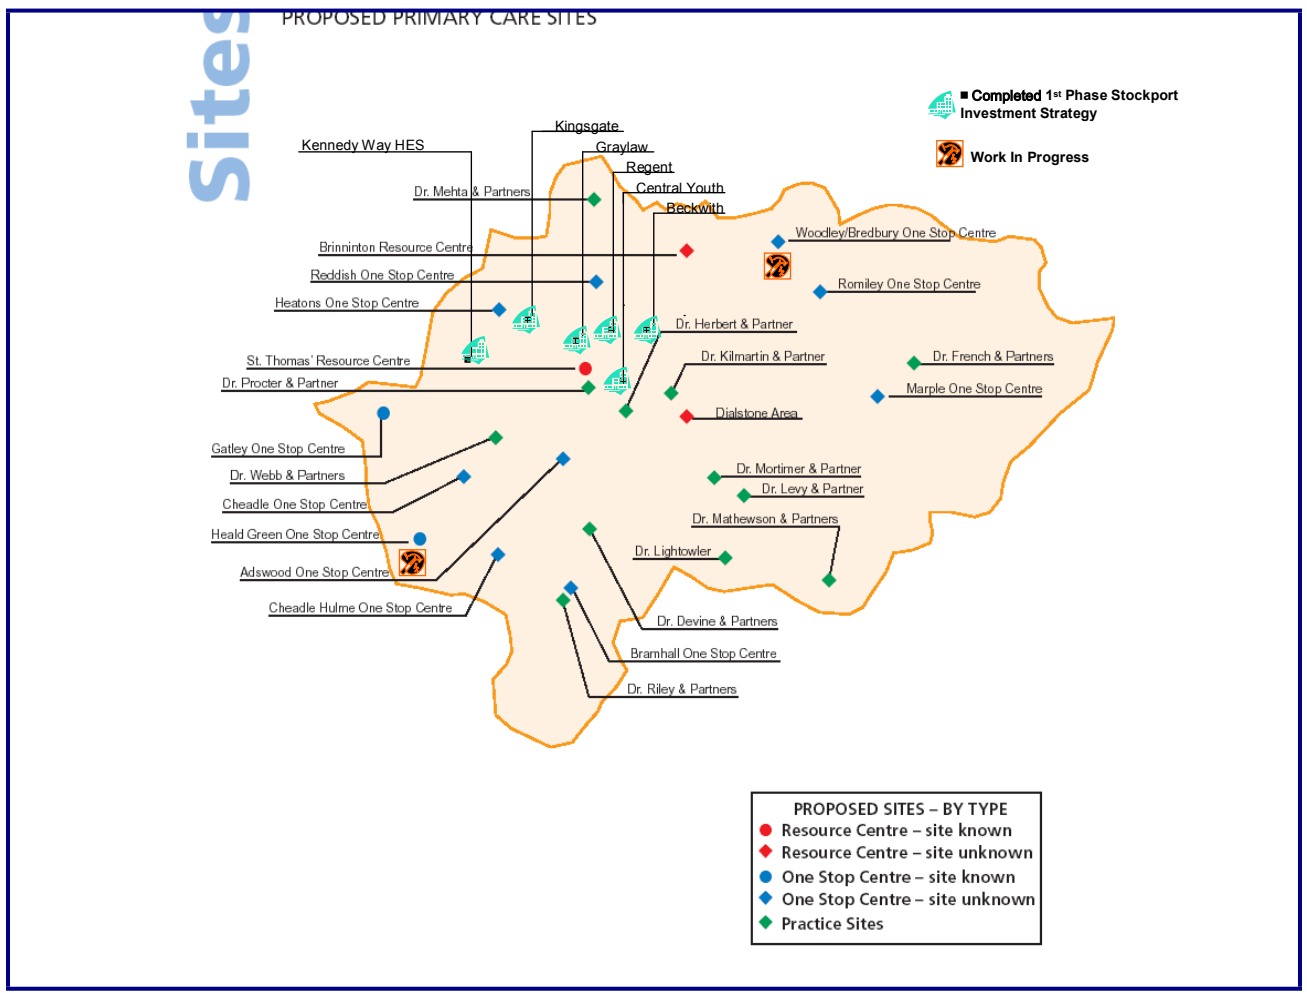 PROPOSED PRIMARY CARE SITES
Sites
Completed 1st Phase Stockport
Investment Strategy
Work In Progress
Kingsgate
Kennedy Way HES
Graylaw
Regent
Central Youth
Dr. Mehta & Partners
Beckwith
Woodley/Bredbury One Stop Centre
Brinninton Resource Centre
Reddish One Stop Centre
Romiley One Stop Centre
Heatons One Stop Centre
Dr. Herbert & Partner
Dr. Kilmartin & Partner
Dr. French & Partners
St. Thomas' Resource Centre
Dr. Procter & Partner
Marple One Stop Centre
Dialstone Area
Gatley One Stop Centre
Dr. Webb & Partners
Dr. Mortimer & Partner
Dr. Levy & Partner
Cheadle One Stop Centre
Dr. Mathewson & Partners
Heald Green One Stop Centre
Dr. Lightowler
Adswood One Stop Centre
Cheadle Hulme One Stop Centre
Dr. Devine & Partners
Bramhall One Stop Centre
Dr. Riley & Partners
PROPOSED SITES – BY TYPE
Resource Centre – site known
Resource Centre – site unknown
One Stop Centre – site known
One Stop Centre – site unknown
Practice Sites